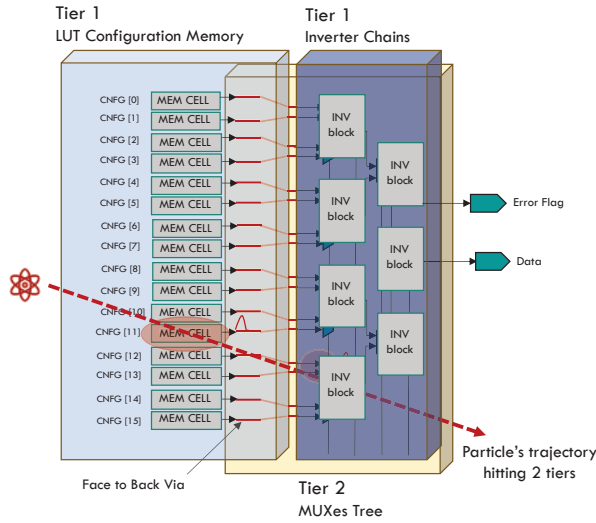 Tier 1
LUT Configuration Memory
Tier 1
Inverter Chains
CNFG [0] MEM CELL
CNFG [1] MEM CELL
CNFG [2] MEM CELL
CNFG [3] MEM CELL
CNFG [4] MEM CELL
CNFG [5] MEM CELL
CNFG [6] MEM CELL
CNFG [7] MEM CELL
CNFG [8] MEM CELL
CNFG [9] MEM CELL
CNFG [10] MEM CELL
CNFG [11] MEM CELL
CNFG [12] MEM CELL
CNFG [13] MEM CELL
CNFG [14] MEM CELL
CNFG [15] MEM CELL
INV
block
INV
block
INV
block
INV
block
INV
block
INV
block
INV
block
Error Flag
Data
Face to Back Via
Particle's trajectory
hitting 2 tiers
Tier 2
MUXes Tree